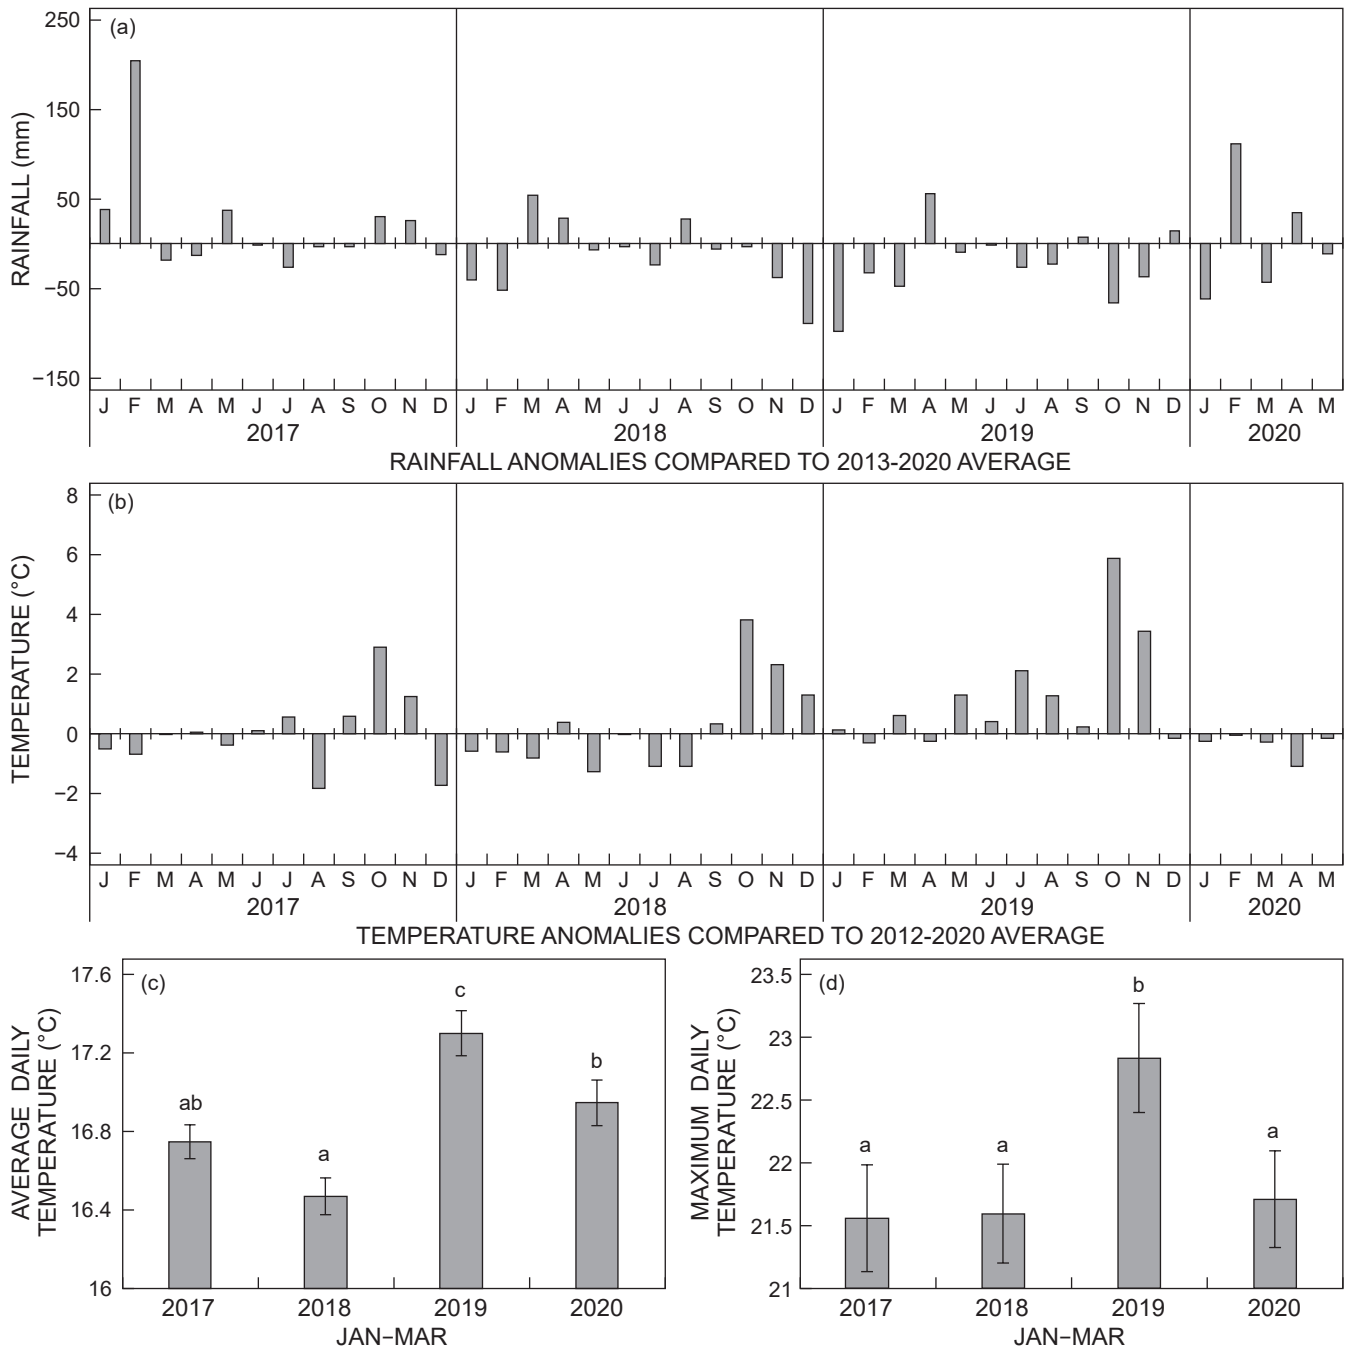 (a)
RAINFALL (mm)
250
150
50
−50
−150
J F M A M J J A S O N D J F M A M J J A S O N D J F M A M J J A S O N D J F M A M
2017 2018 2019 2020
RAINFALL ANOMALIES COMPARED TO 2013-2020 AVERAGE
(b)
TEMPERATURE (°C)
8
6
4
2
0
−2
−4
J F M A M J J A S O N D J F M A M J J A S O N D J F M A M J J A S O N D J F M A M
2017 2018 2019 2020
TEMPERATURE ANOMALIES COMPARED TO 2012-2020 AVERAGE
(c)
AVERAGE DAILY
TEMPERATURE (°C)
17.6
17.2
16.8
16.4
16
ab a c b
2017 2018 2019 2020
JAN−MAR
(d)
MAXIMUM DAILY
TEMPERATURE (°C)
23.5
23
22.5
22
21.5
21
a a b a
2017 2018 2019 2020
JAN−MAR